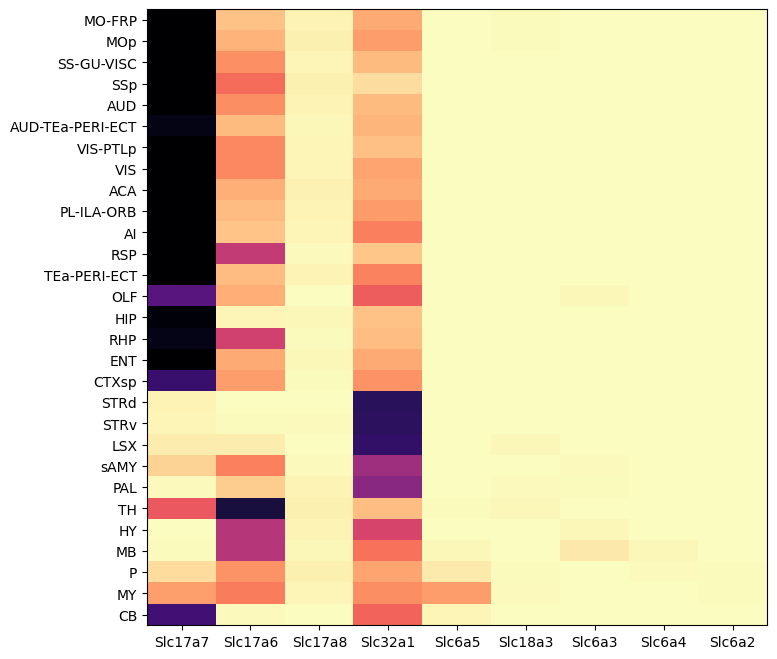 MO-FRP
MOp
SS-GU-VISC
SSp
AUD
AUD-TEa-PERI-ECT
VIS-PTLp
VIS
ACA
PL-ILA-ORB
AI
RSP
TEa-PERI-ECT
OLF
HIP
RHP
ENT
CTXsp
STRd
STRv
LSX
sAMY
PAL
TH
HY
MB
P
MY
CB
Slc17a7 Slc17a6 Slc17a8 Slc32a1 Slc6a5 Slc18a3 Slc6a3 Slc6a4 Slc6a2